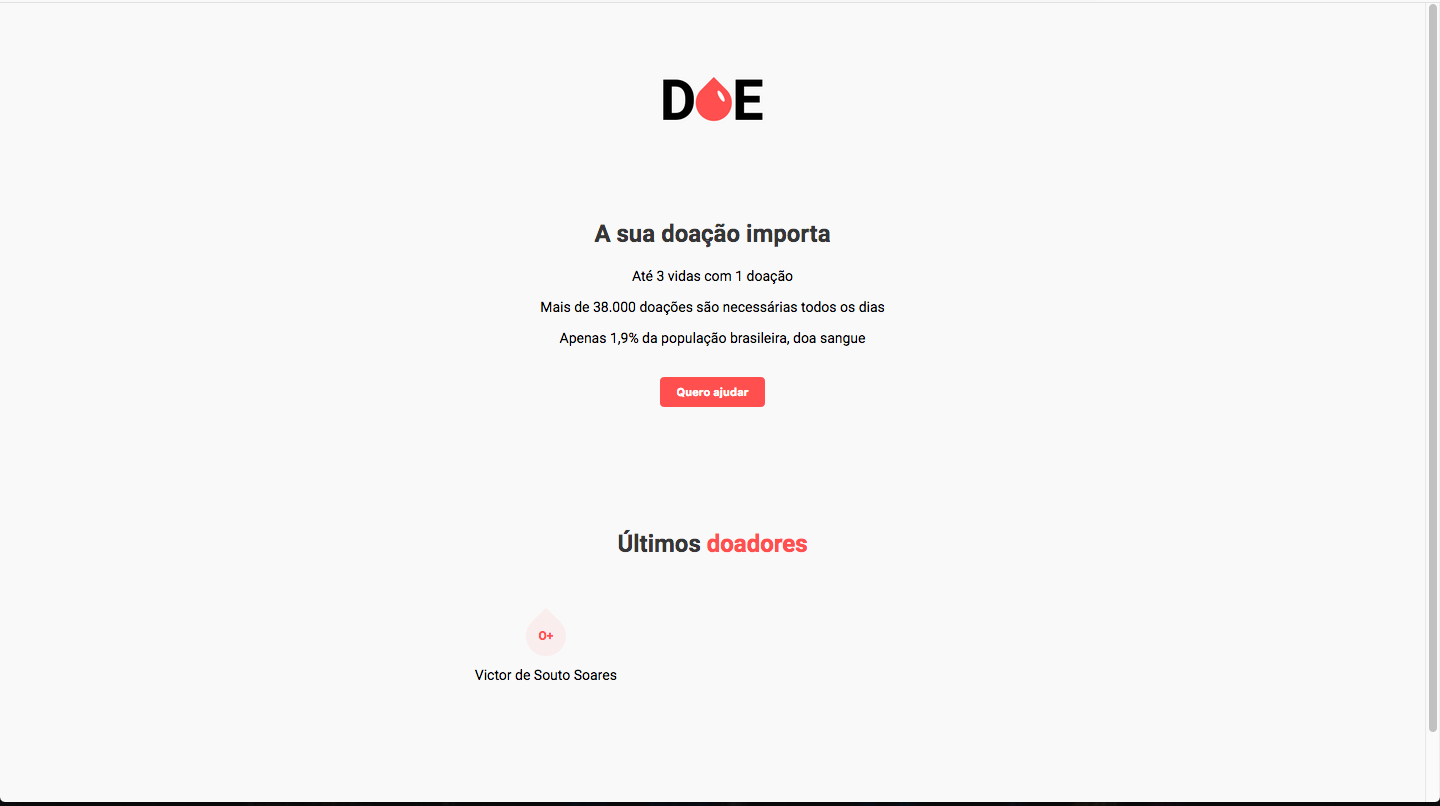 DOE
A sua doação importa
Até 3 vidas com 1 doação
Mais de 38.000 doações são necessárias todos os dias
Apenas 1,9% da população brasileira, doa sangue
Quero ajudar
Últimos doadores
O+
Victor de Souto Soares